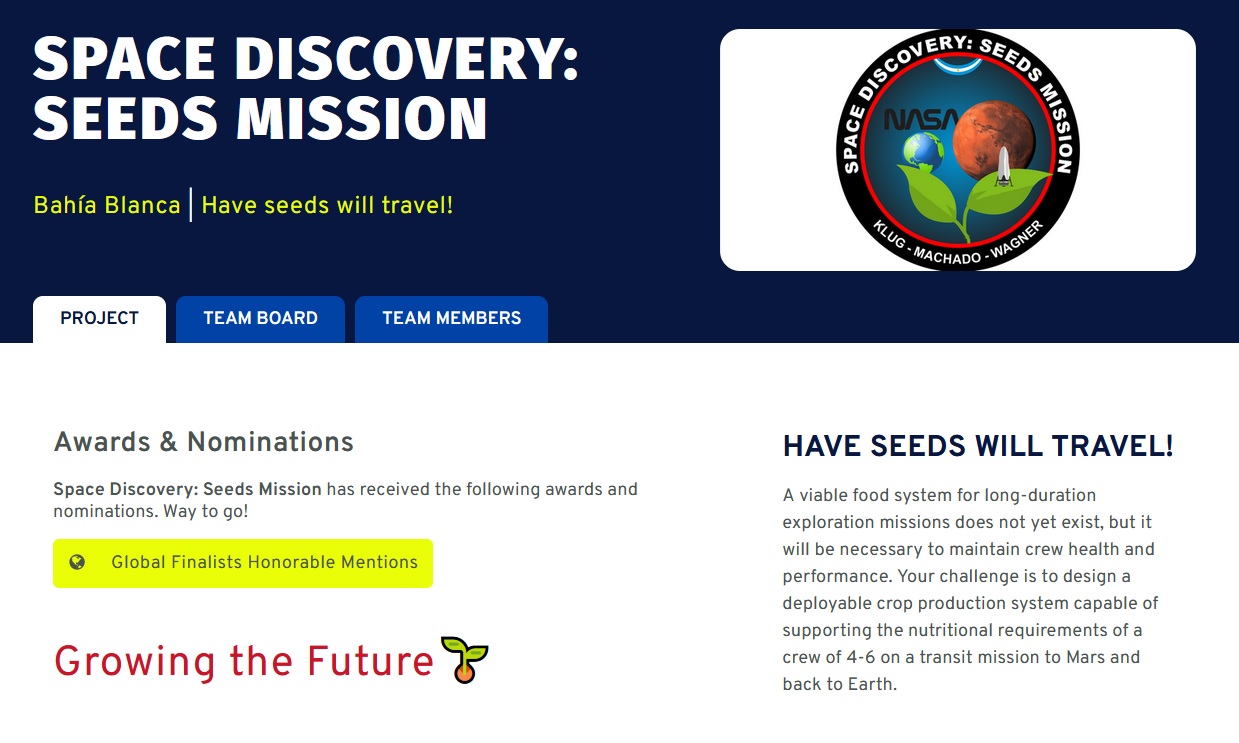 SPACE DISCOVERY:
SEEDS MISSION
Bahía Blanca | Have seeds will travel!
SPACE DISCOVERY: SEEDS MISSION
NASA
KLUG - MACHADO - WAGNER
PROJECT
TEAM BOARD
TEAM MEMBERS
Awards & Nominations
Space Discovery: Seeds Mission has received the following awards and
nominations. Way to go!
Global Finalists Honorable Mentions
Growing the Future
HAVE SEEDS WILL TRAVEL!
A viable food system for long-duration
exploration missions does not yet exist, but it
will be necessary to maintain crew health and
performance. Your challenge is to design a
deployable crop production system capable of
supporting the nutritional requirements of a
crew of 4-6 on a transit mission to Mars and
back to Earth.